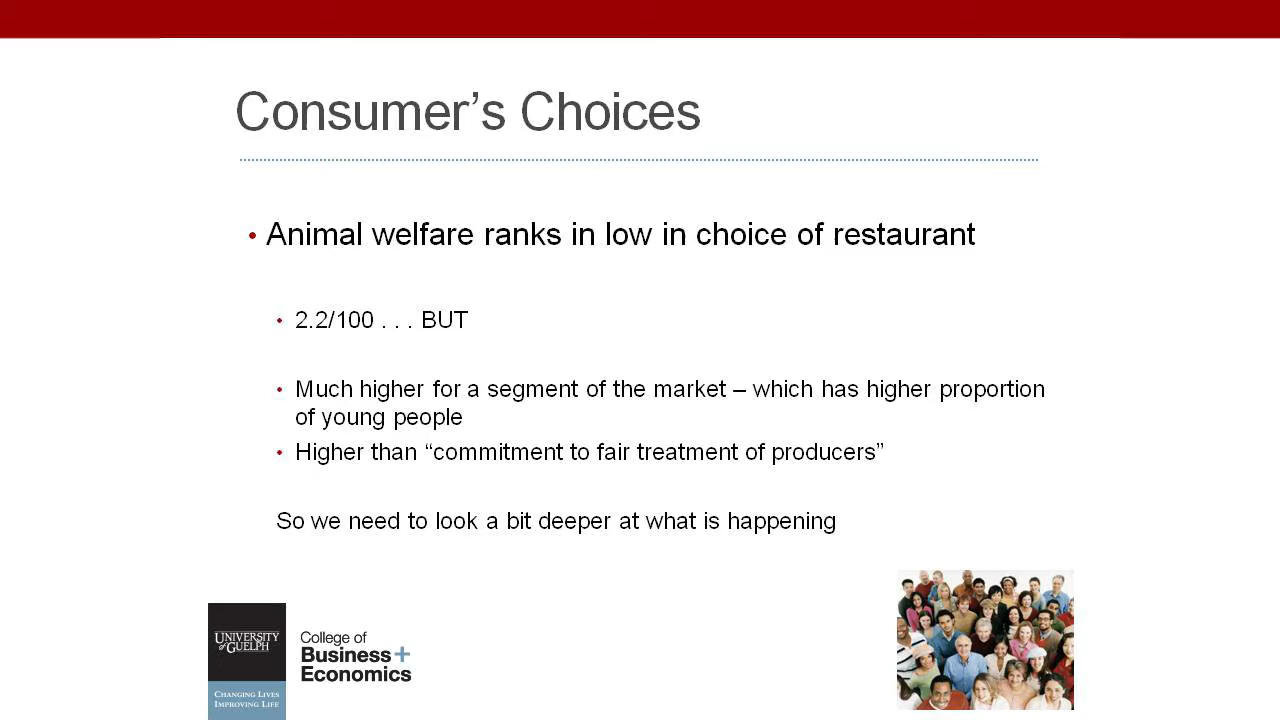 Consumer’s Choices
• Animal welfare ranks in low in choice of restaurant
• 2.2/100 . . . BUT
• Much higher for a segment of the market – which has higher proportion
of young people
• Higher than “commitment to fair treatment of producers”
So we need to look a bit deeper at what is happening
UNIVERSITY
of GUELPH
CHANGING LIVES
IMPROVING LIFE
College of
Business+
Economics